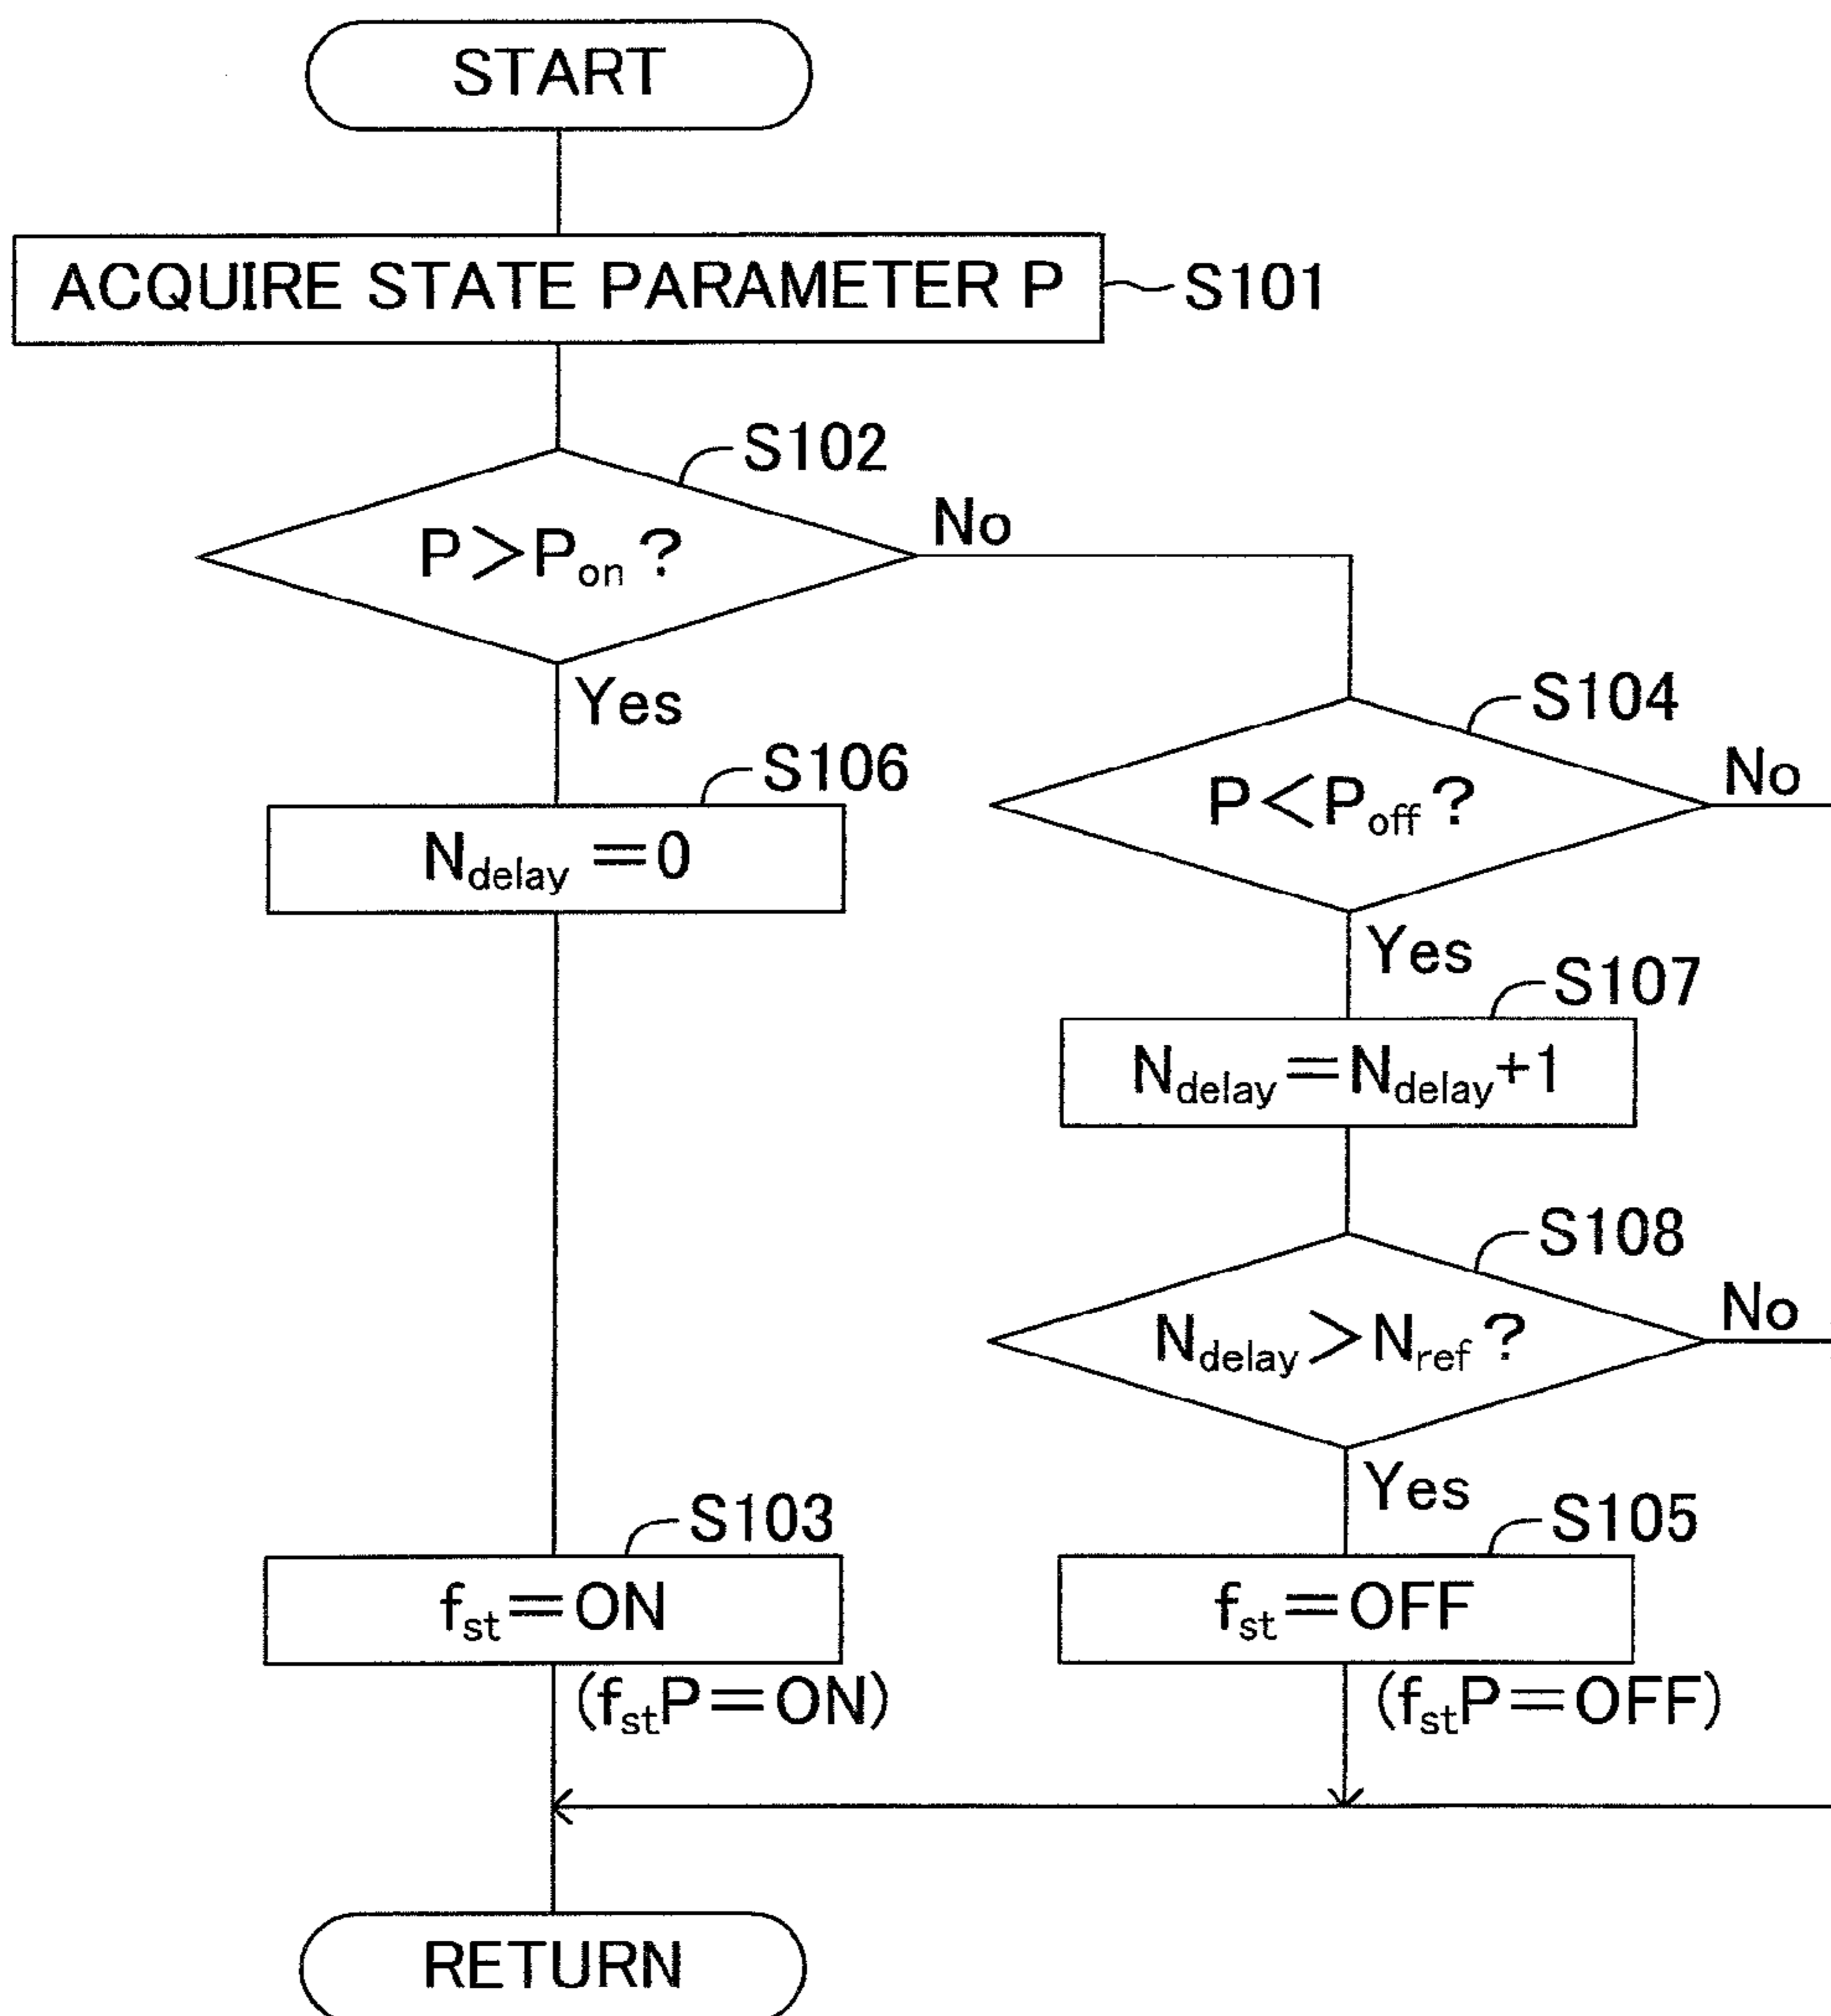 START
ACQUIRE STATE PARAMETER P
S101
S102
P>Pon?
No
Yes
S104
P<Poff?
No
S106
Ndelay=0
Yes
S107
Ndelay=Ndelay+1
S108
Ndelay>Nref?
No
Yes
S103
fst=ON
(fstP=ON)
S105
fst=OFF
(fstP=OFF)
RETURN